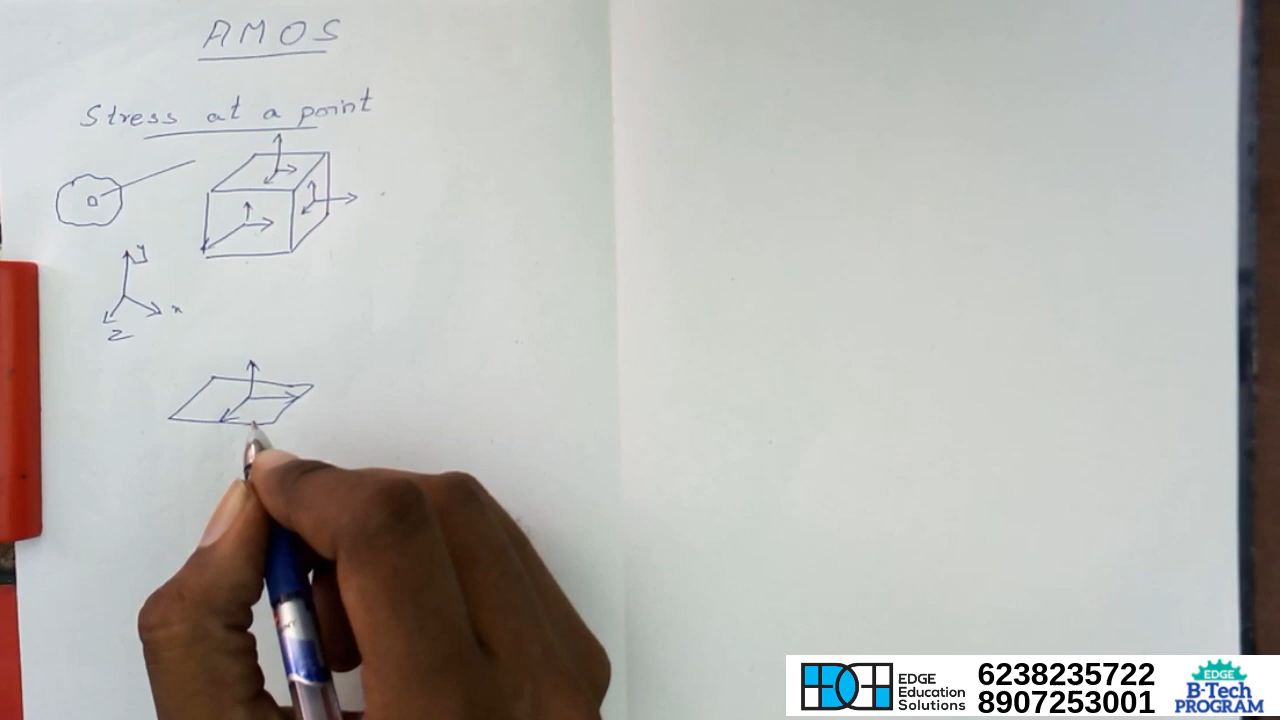 AMOS
Stress at a point
y
x
z
EDGE
Education
Solutions
6238235722
8907253001
EDGE
B-Tech
PROGRAM